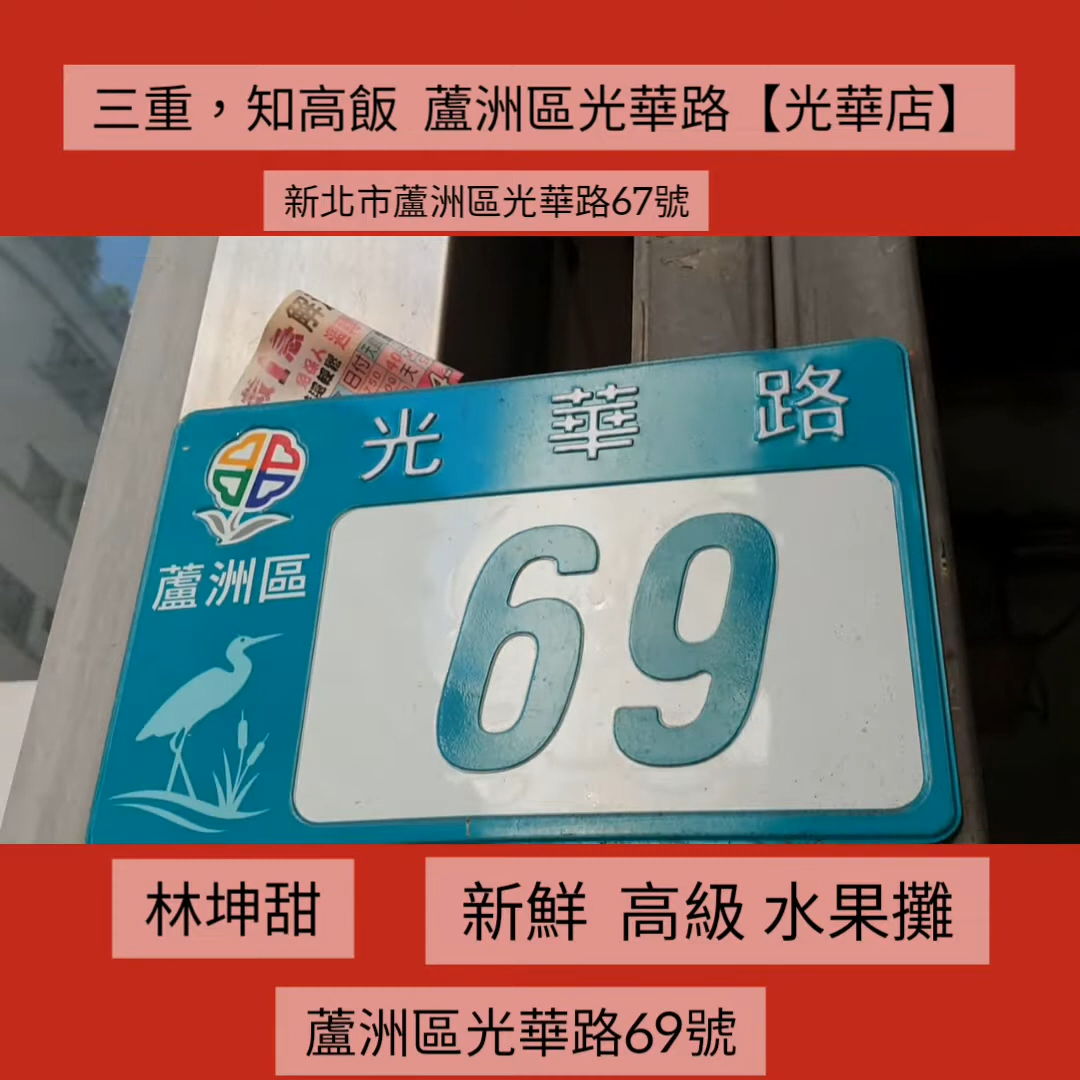 三重，知高飯 蘆洲區光華路【光華店】
新北市蘆洲區光華路67號
光華路
蘆洲區
69
林坤甜
新鮮 高級 水果攤
蘆洲區光華路69號